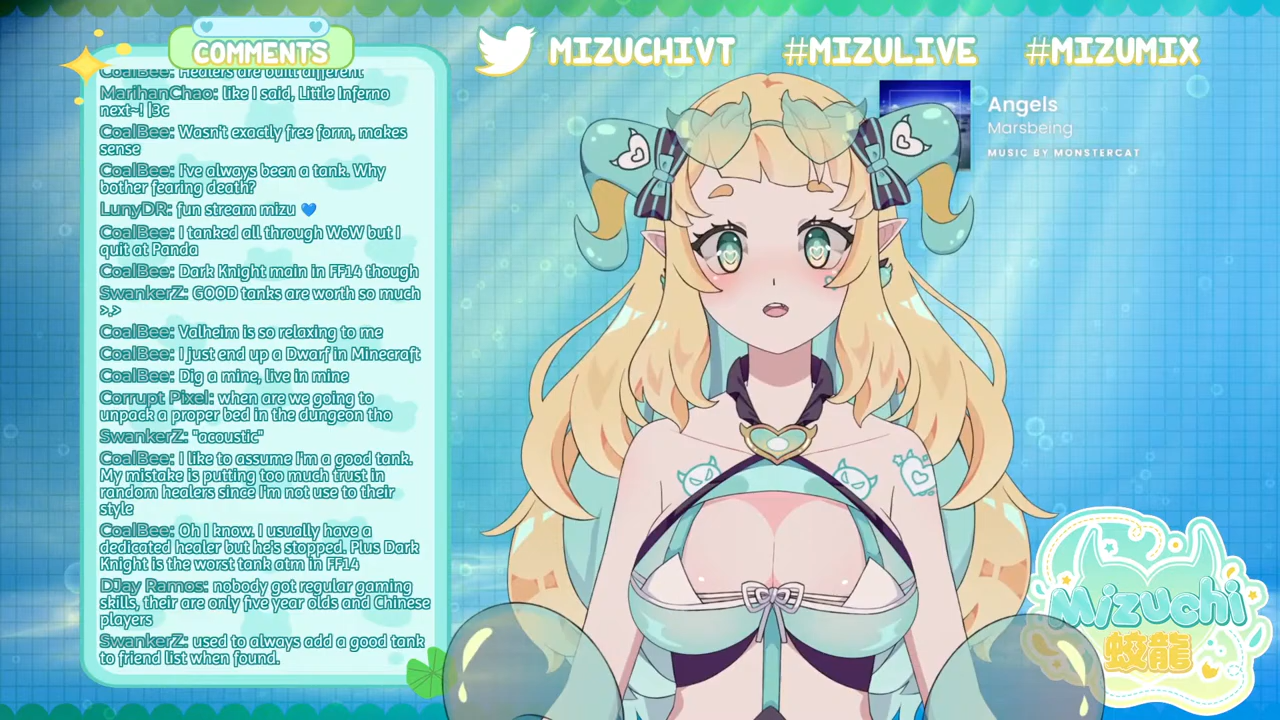 COMMENTS
MIZUCHIVT #MIZULIVE #MIZUMIX
Angels
Marsbeing
MUSIC BY MONSTERCAT
CoalBee: Healers are built different
MarihanChao: like I said, Little Inferno
next~! |3c
CoalBee: Wasn't exactly free form, makes
sense
CoalBee: I've always been a tank. Why
bother fearing death?
LunyDR: fun stream mizu 💙
CoalBee: I tanked all through WoW but I
quit at Panda
CoalBee: Dark Knight main in FF14 though
SwankerZ: GOOD tanks are worth so much
>,>
CoalBee: Valheim is so relaxing to me
CoalBee: I just end up a Dwarf in Minecraft
CoalBee: Dig a mine, live in mine
Corrupt Pixel: when are we going to
unpack a proper bed in the dungeon tho
SwankerZ: "acoustic"
CoalBee: I like to assume I'm a good tank.
My mistake is putting too much trust in
random healers since I'm not use to their
style
CoalBee: Oh I know. I usually have a
dedicated healer but he's stopped. Plus Dark
Knight is the worst tank atm in FF14
DJay Ramos: nobody got regular gaming
skills, their are only five year olds and Chinese
players
SwankerZ: used to always add a good tank
to friend list when found.
Mizuchi
蛟龍